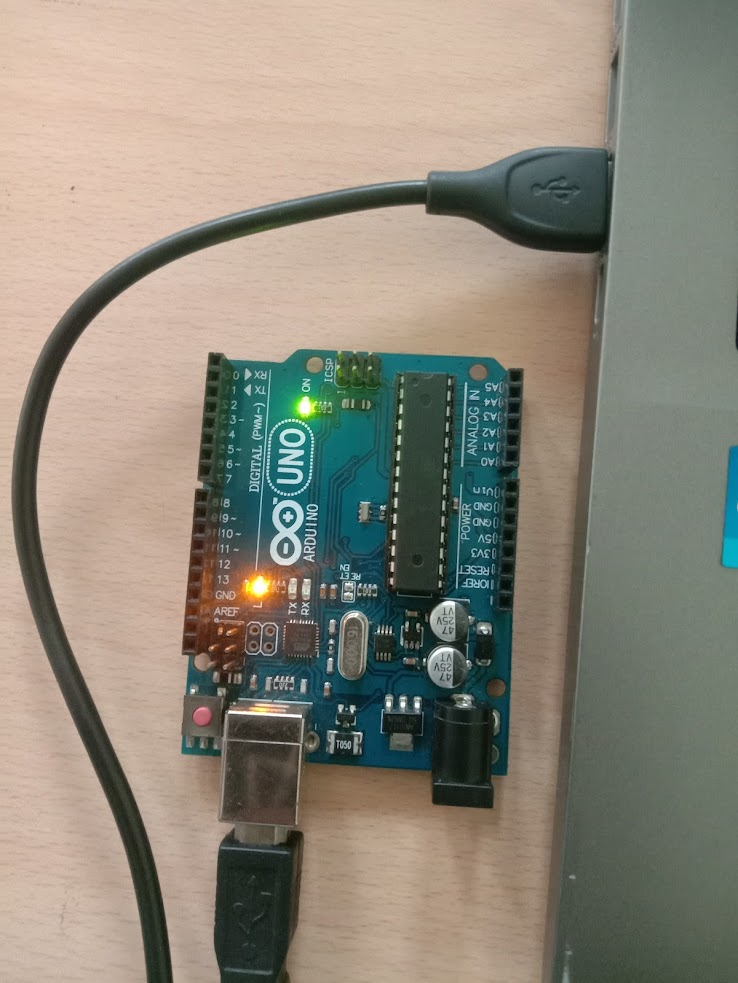 ICSP
ON
RX
TX
0
1
2
3~
4
5~
6~
7
8
9~
10~
11~
12
13
GND
AREF
DIGITAL (PWM~)
UNO
ARDUINO
L
TX
RX
RESET
EN
ANALOG IN
A5
A4
A3
A2
A1
A0
POWER
Vin
GND
GND
5V
3V3
RESET
IOREF
47
25V
VT
47
25V
VT
T050